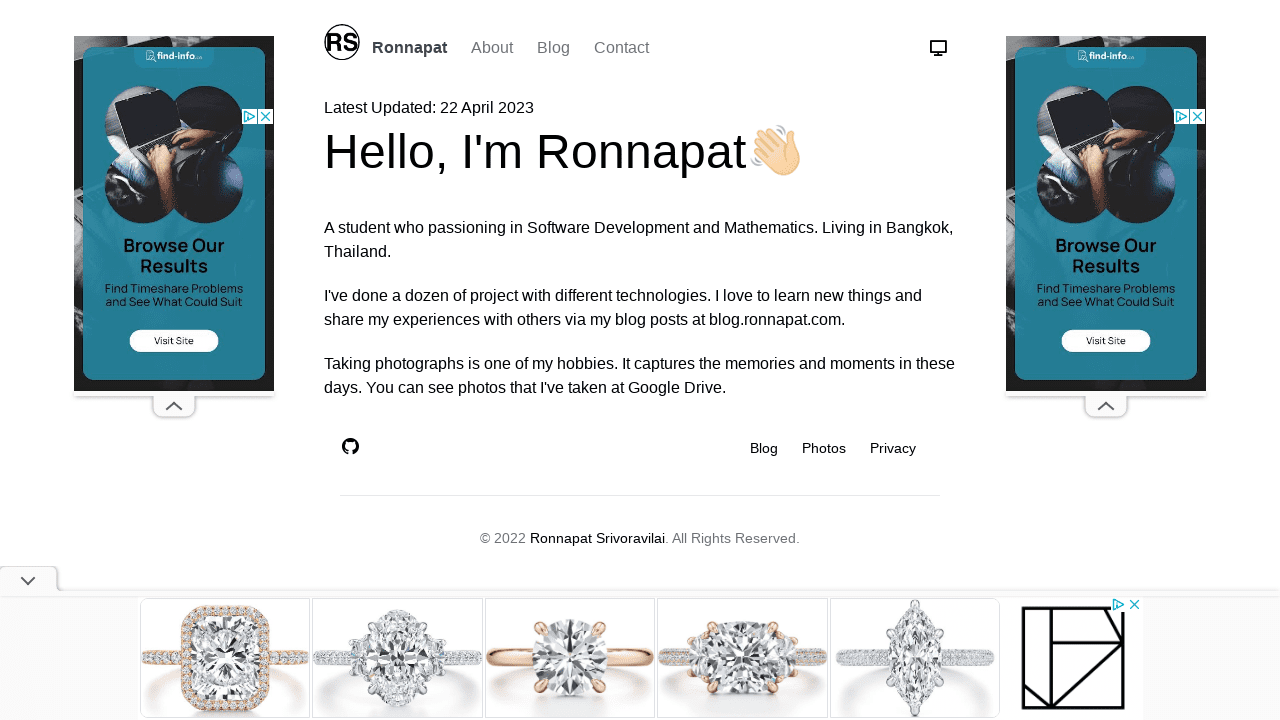 RS
Ronnapat About Blog Contact
Latest Updated: 22 April 2023
Hello, I'm Ronnapat
A student who passioning in Software Development and Mathematics. Living in Bangkok,
Thailand.
I've done a dozen of project with different technologies. I love to learn new things and
share my experiences with others via my blog posts at blog.ronnapat.com.
Taking photographs is one of my hobbies. It captures the memories and moments in these
days. You can see photos that I've taken at Google Drive.
Blog Photos Privacy
© 2022 Ronnapat Srivoravilai. All Rights Reserved.
find-info
Browse Our
Results
Find Timeshare Problems
and See What Could Suit
Visit Site
find-info
Browse Our
Results
Find Timeshare Problems
and See What Could Suit
Visit Site